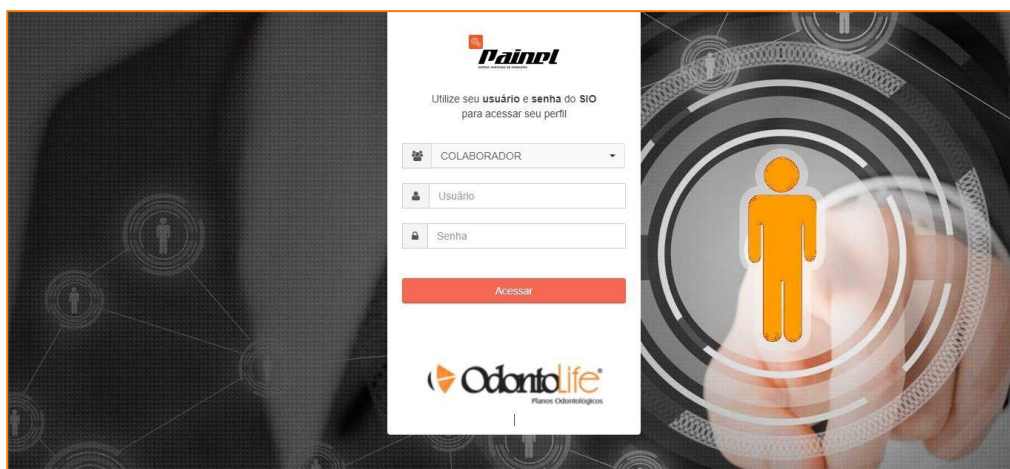 Painel
Utilize seu usuário e senha do SIO
para acessar seu perfil
COLABORADOR
Usuário
Senha
Acessar
OdontoLife®
Planos Odontológicos